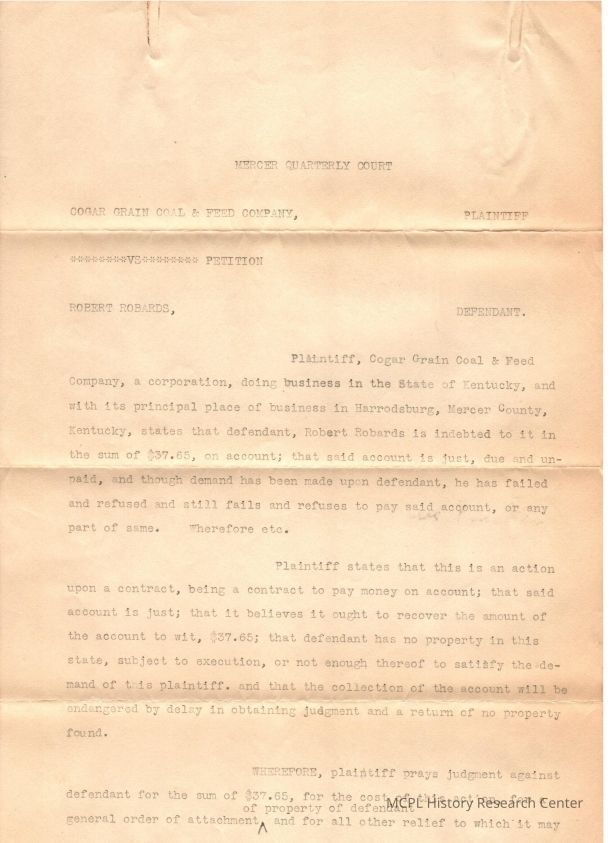 MERCER QUARTERLY COURT
COGAR GRAIN COAL & FEED COMPANY, PLAINTIFF
********VS******** PETITION
ROBERT ROBARDS, DEFENDANT.
Plaintiff, Cogar Grain Coal & Feed
Company, a corporation, doing business in the State of Kentucky, and
with its principal place of business in Harrodsburg, Mercer County,
Kentucky, states that defendant, Robert Robards is indebted to it in
the sum of $37.65, on account; that said account is just, due and un-
paid, and though demand has been made upon defendant, he has failed
and refused and still fails and refuses to pay said account, or any
part of same. Wherefore etc.
Plaintiff states that this is an action
upon a contract, being a contract to pay money on account; that said
account is just; that it believes it ought to recover the amount of
the account to wit, $37.65; that defendant has no property in this
state, subject to execution, or not enough thereof to satisfy the de-
mand of this plaintiff. and that the collection of the account will be
endangered by delay in obtaining judgment and a return of no property
found.
WHEREFORE, plaintiff prays judgment against
defendant for the sum of $37.65, for the cost of this action, for a
of property of defendant
general order of attachment^ and for all other relief to which it may
MCPL History Research Center